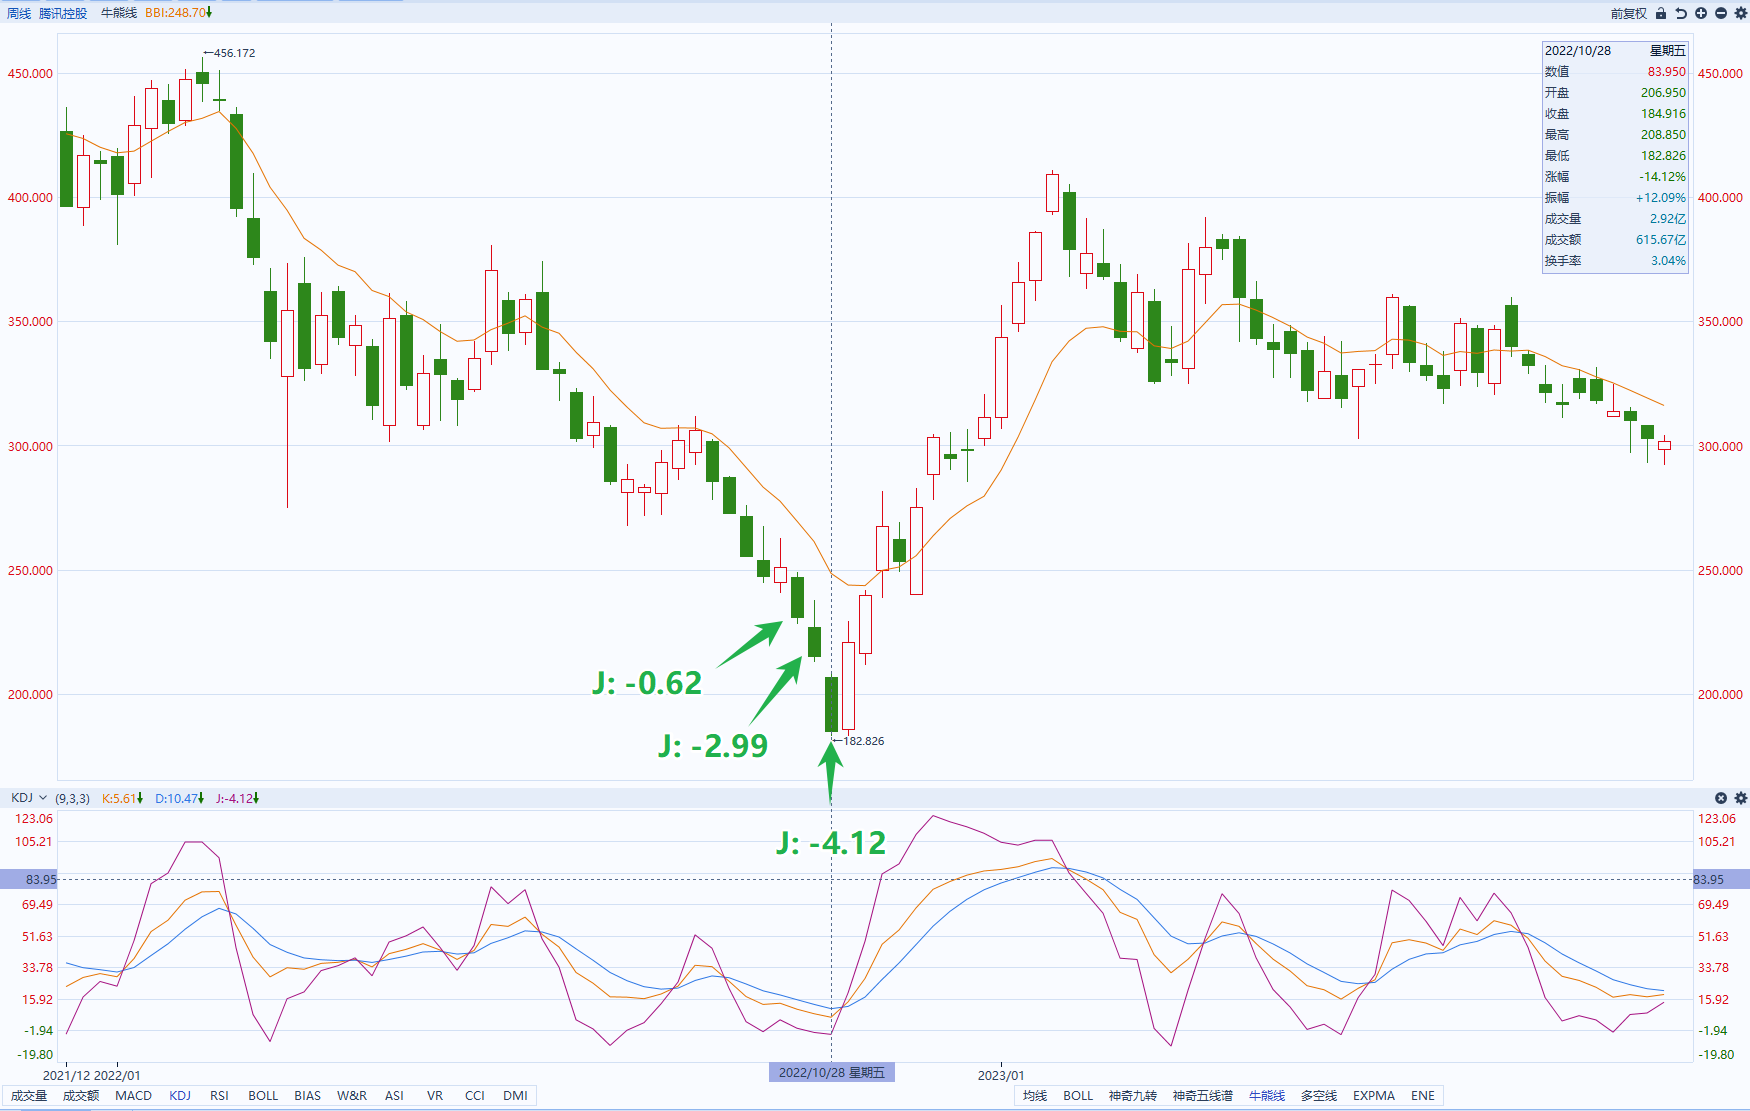 周线 腾讯控股 牛熊线 BBI:248.70 前复权
←456.172
450.000 450.000
400.000 400.000
350.000 350.000
300.000 300.000
250.000 250.000
200.000 200.000
2022/10/28 星期五
数值 83.950
开盘 206.950
收盘 184.916
最高 208.850
最低 182.826
涨幅 -14.12%
振幅 +12.09%
成交量 2.92亿
成交额 615.67亿
换手率 3.04%
J: -0.62
J: -2.99
←182.826
KDJ (9,3,3) K:5.61 D:10.47 J:-4.12
J: -4.12
123.06 123.06
105.21 105.21
83.95 83.95
69.49 69.49
51.63 51.63
33.78 33.78
15.92 15.92
-1.94 -1.94
-19.80 -19.80
2021/12 2022/01 2022/10/28 星期五 2023/01
成交量 成交额 MACD KDJ RSI BOLL BIAS W&R ASI VR CCI DMI 均线 BOLL 神奇九转 神奇五线谱 牛熊线 多空线 EXPMA ENE